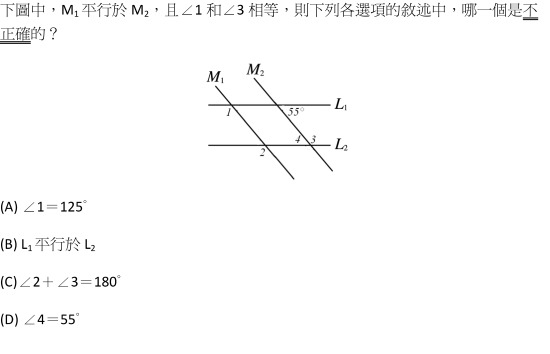 下圖中，M₁ 平行於 M₂，且∠1 和∠3 相等，則下列各選項的敘述中，哪一個是不
正確的？
M₁ M₂
L₁
1 55°
4 3 L₂
2
(A) ∠1＝125°
(B) L₁ 平行於 L₂
(C)∠2＋∠3＝180°
(D) ∠4＝55°